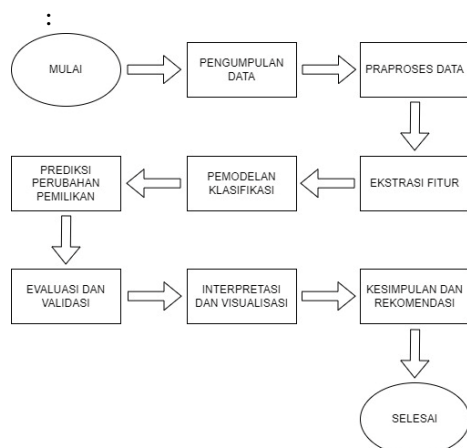 :
MULAI
PENGUMPULAN
DATA
PRAPROSES DATA
EKSTRASI FITUR
PEMODELAN
KLASIFIKASI
PREDIKSI
PERUBAHAN
PEMILIKAN
EVALUASI DAN
VALIDASI
INTERPRETASI
DAN VISUALISASI
KESIMPULAN DAN
REKOMENDASI
SELESAI